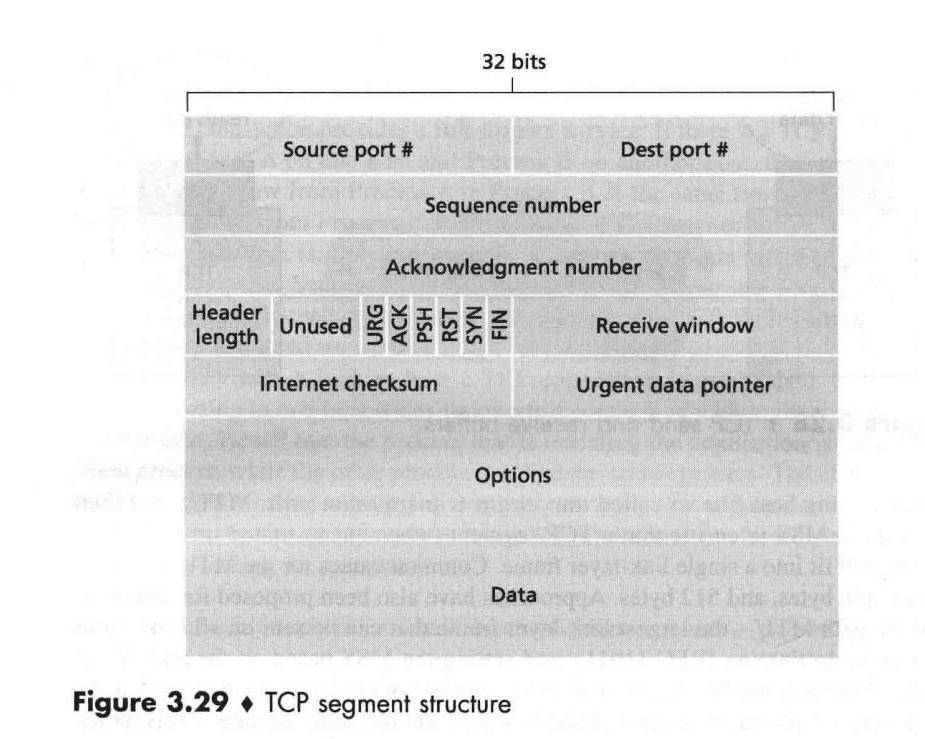 32 bits
Source port # Dest port #
Sequence number
Acknowledgment number
Header length Unused URG ACK PSH RST SYN FIN Receive window
Internet checksum Urgent data pointer
Options
Data
Figure 3.29 ♦ TCP segment structure